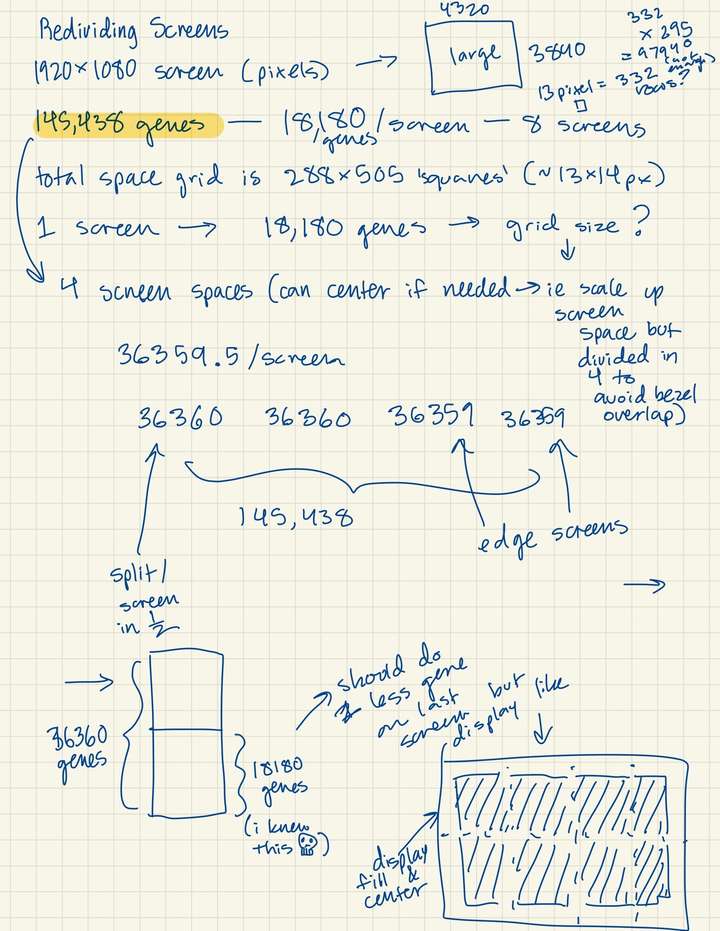 Redividing Screens
4320
332
× 295
= 97940
(not enough)
1920×1080 screen (pixels) →
large
3840
13 pixel = 332
rows?
145,438 genes — 18,180 genes/screen — 8 screens
total space grid is 288×505 'squares' (~13×14px)
1 screen → 18,180 genes → grid size?
4 screen spaces (can center if needed → ie scale up
screen
space but
divided in
4 to
avoid bezel
overlap)
36359.5/screen
36360 36360 36359 36359
145,438
edge screens
split/
screen
in 1/2
→
→
36360
genes
18180
genes
(i knew
this 💀)
should do
1 less gene
on last
screen but like
display
display
fill &
center